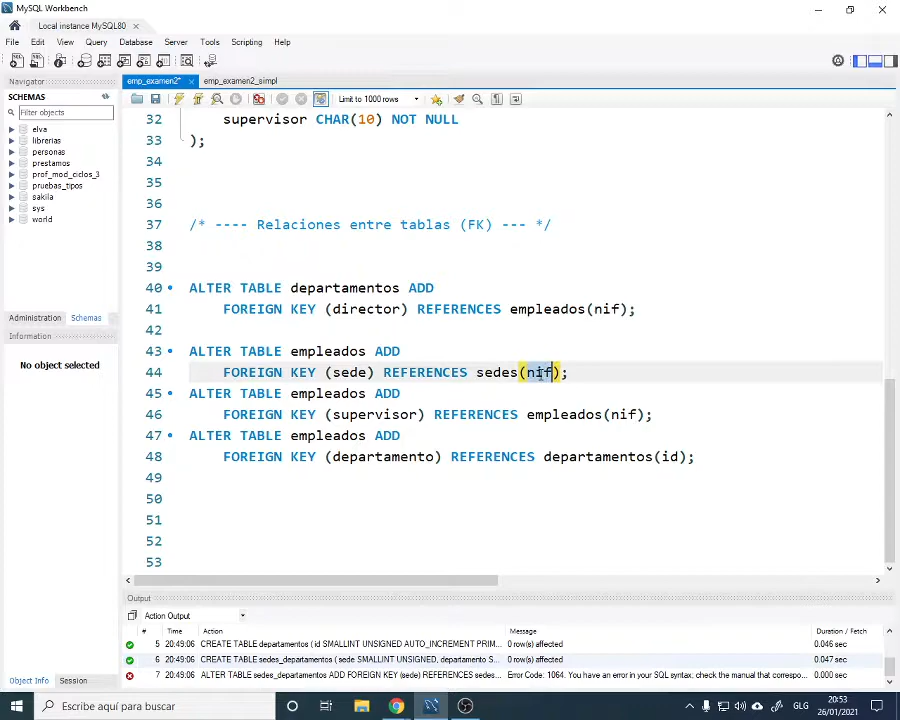 MySQL Workbench
Local instance MySQL80
File Edit View Query Database Server Tools Scripting Help
Navigator
SCHEMAS
Filter objects
elva
librerias
personas
prestamos
prof_mod_ciclos_3
pruebas_tipos
sakila
sys
world
Administration Schemas
Information
No object selected
Object Info Session
emp_examen2* emp_examen2_simpl
Limit to 1000 rows
32 supervisor CHAR(10) NOT NULL
33 );
34
35
36
37 /* ---- Relaciones entre tablas (FK) --- */
38
39
40 ALTER TABLE departamentos ADD
41 FOREIGN KEY (director) REFERENCES empleados(nif);
42
43 ALTER TABLE empleados ADD
44 FOREIGN KEY (sede) REFERENCES sedes(nif);
45 ALTER TABLE empleados ADD
46 FOREIGN KEY (supervisor) REFERENCES empleados(nif);
47 ALTER TABLE empleados ADD
48 FOREIGN KEY (departamento) REFERENCES departamentos(id);
49
50
51
52
53
Output
Action Output
# Time Action Message Duration / Fetch
5 20:49:06 CREATE TABLE departamentos ( id SMALLINT UNSIGNED AUTO_INCREMENT PRIM... 0 row(s) affected 0.046 sec
6 20:49:06 CREATE TABLE sedes_departamentos ( sede SMALLINT UNSIGNED, departamento S... 0 row(s) affected 0.047 sec
7 20:49:06 ALTER TABLE sedes_departamentos ADD FOREIGN KEY (sede) REFERENCES sedes... Error Code: 1064. You have an error in your SQL syntax; check the manual that correspo... 0.000 sec
Escribe aquí para buscar
GLG
20:53
26/01/2021